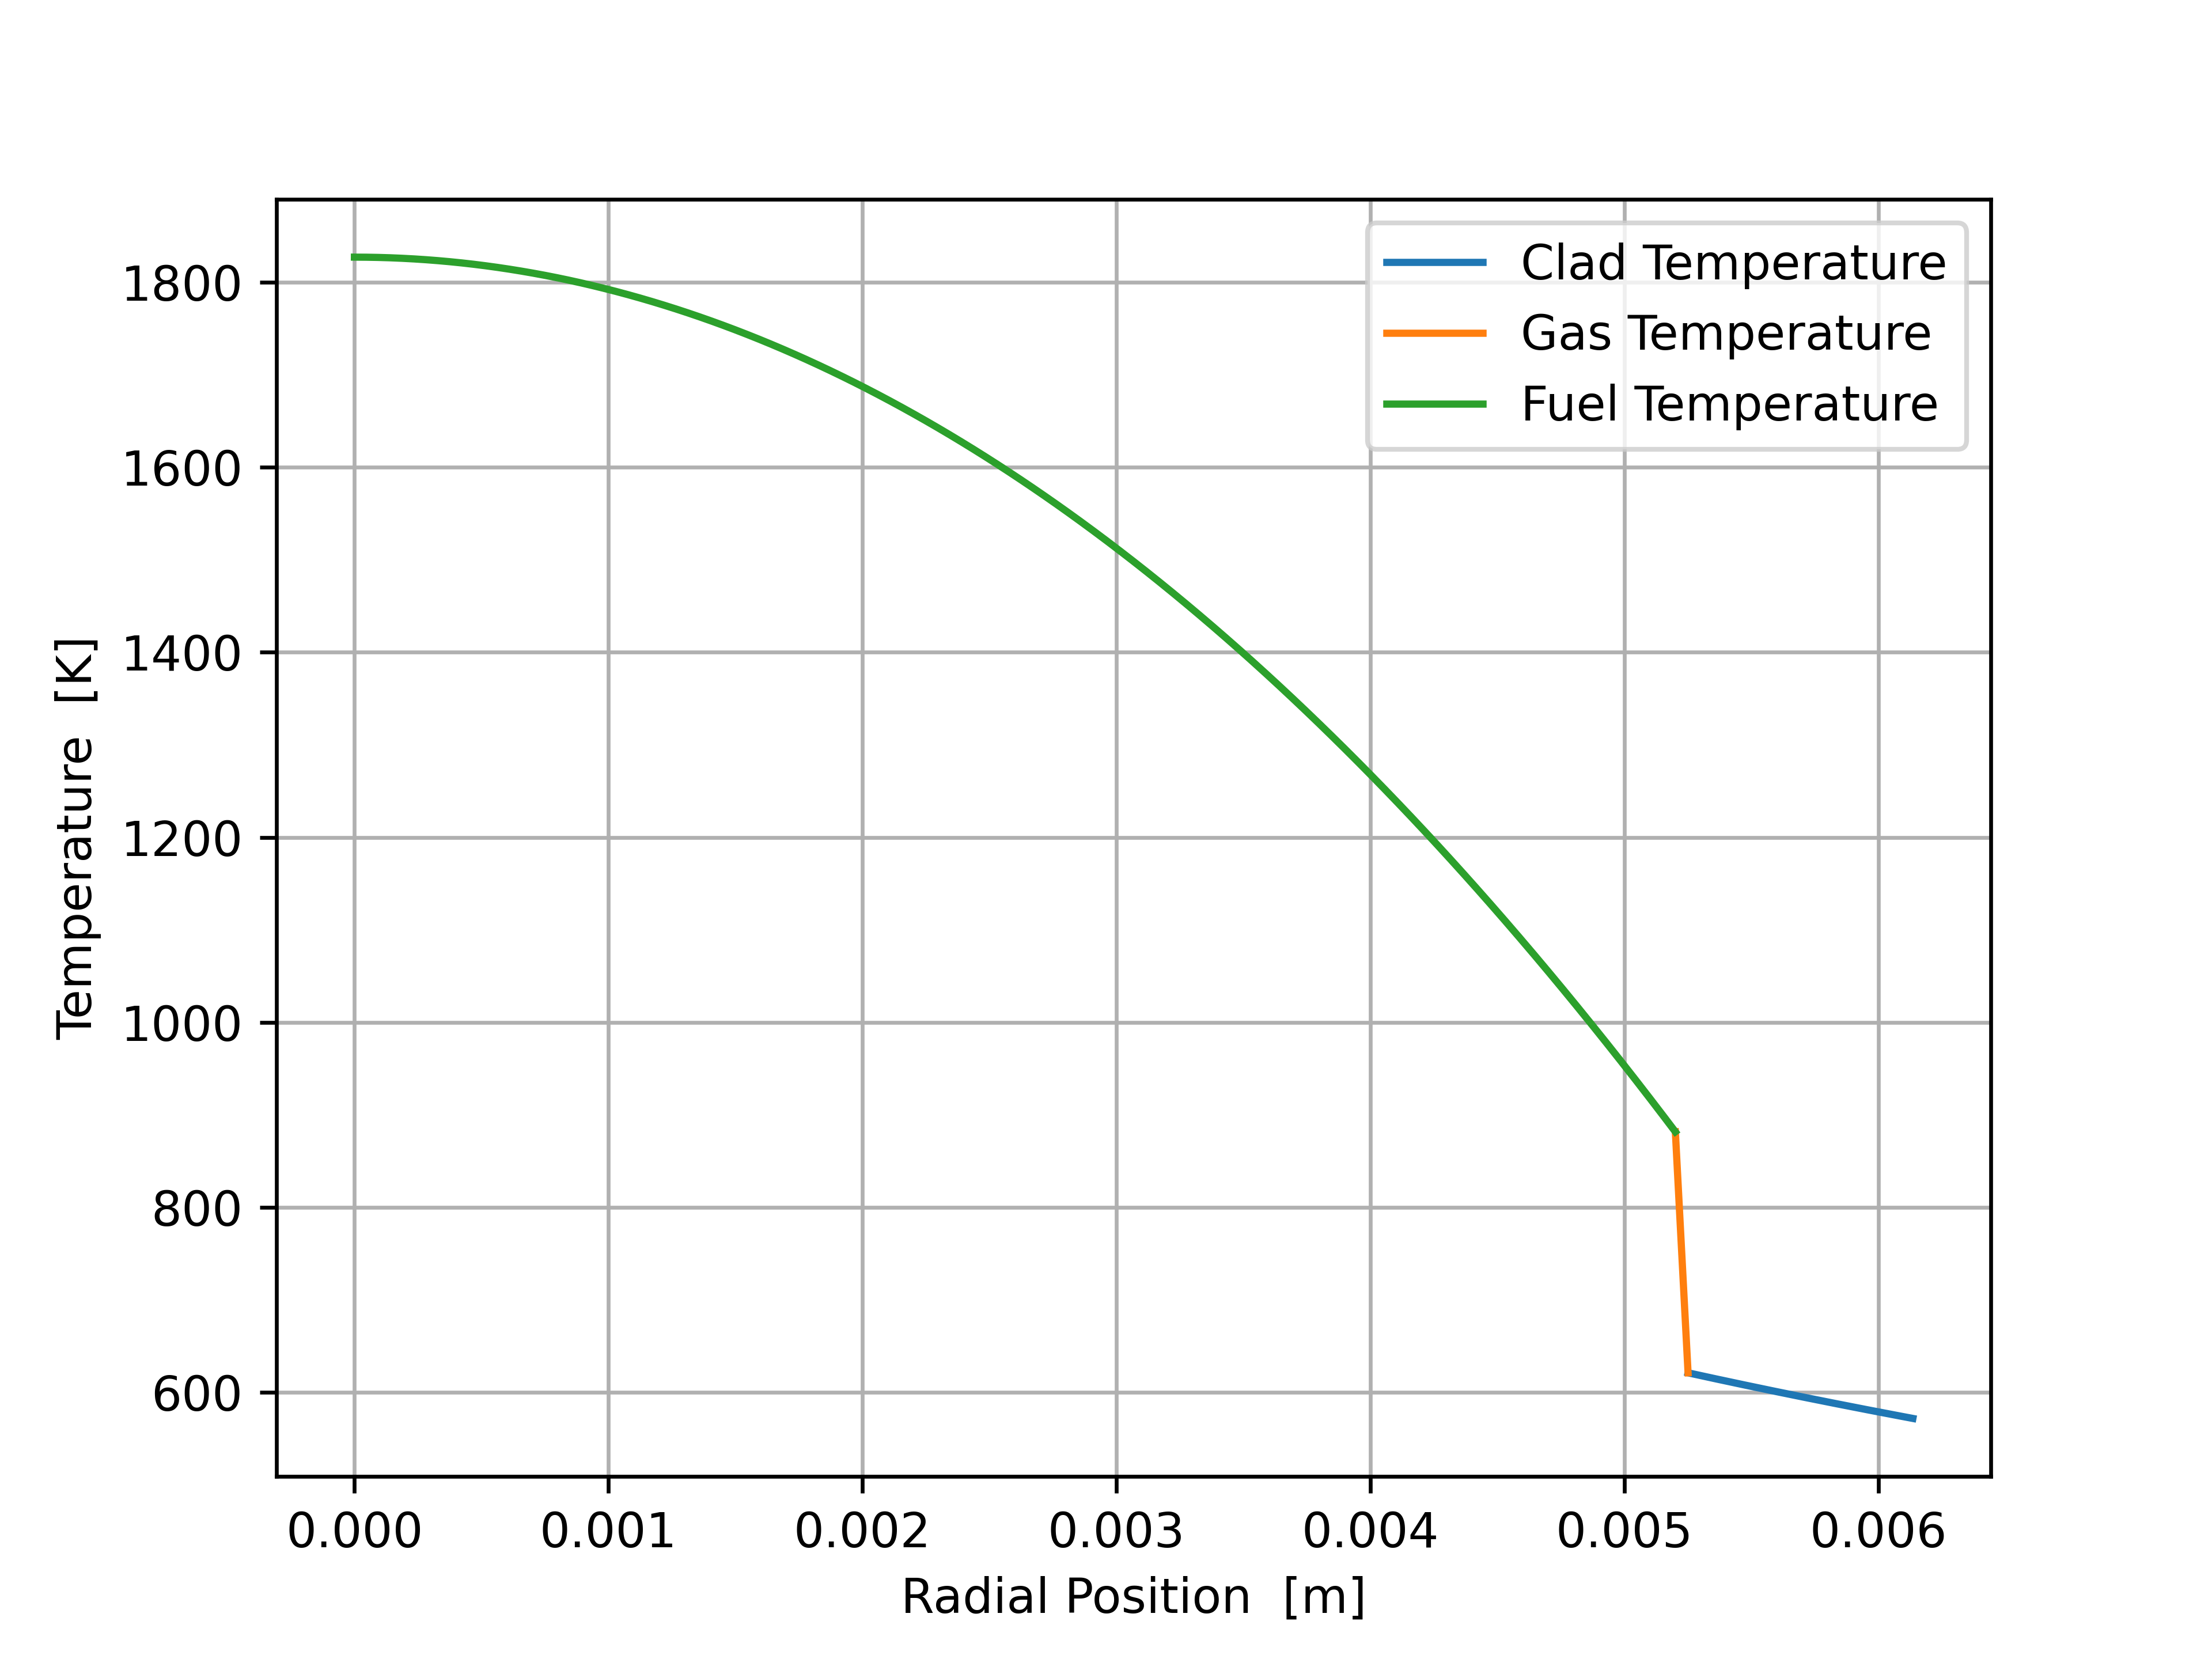 Clad Temperature
Gas Temperature
Fuel Temperature
Temperature [K]
1800
1600
1400
1200
1000
800
600
0.000 0.001 0.002 0.003 0.004 0.005 0.006
Radial Position [m]